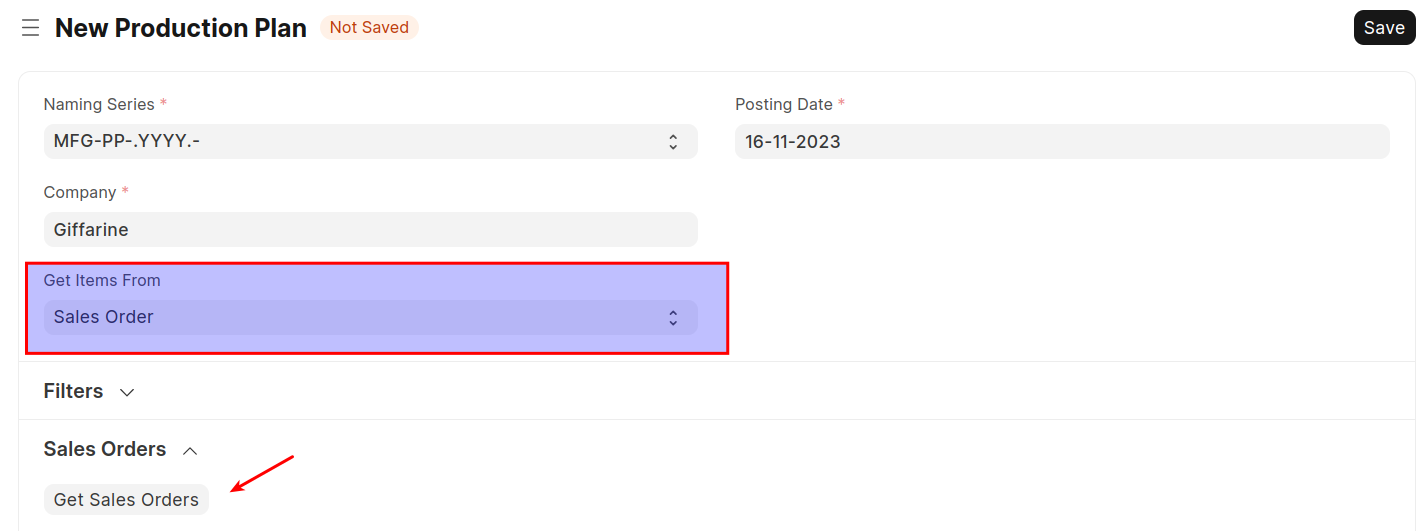 New Production Plan Not Saved Save
Naming Series * Posting Date *
MFG-PP-.YYYY.- 16-11-2023
Company *
Giffarine
Get Items From
Sales Order
Filters
Sales Orders
Get Sales Orders